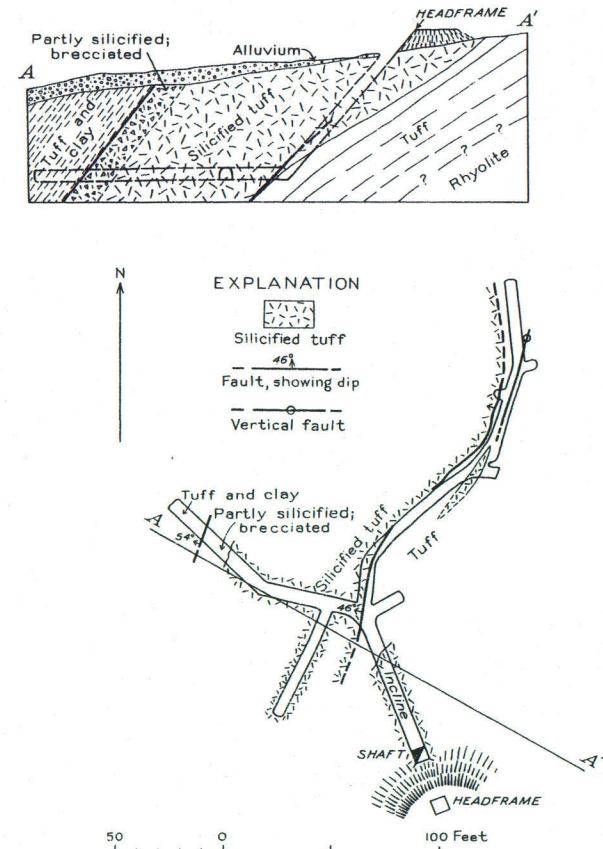 HEADFRAME
A'
Partly silicified;
brecciated
Alluvium
A
Tuff and
clay
Silicified tuff
Tuff
?
?
?
Rhyolite
N
EXPLANATION
Silicified tuff
46°
Fault, showing dip
Vertical fault
Tuff and clay
Partly silicified;
brecciated
A
54°
Silicified tuff
Tuff
46°
Incline
SHAFT
A'
HEADFRAME
50 0 100 Feet